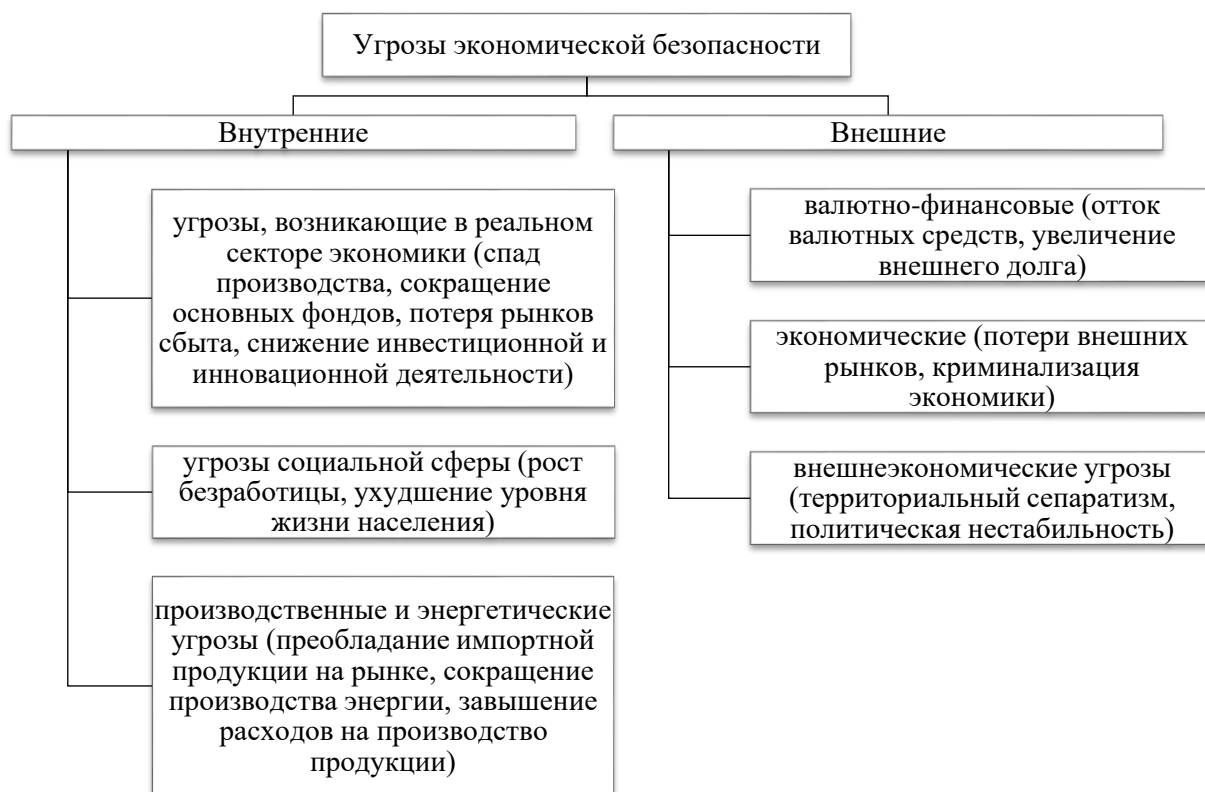 Угрозы экономической безопасности
Внутренние
угрозы, возникающие в реальном
секторе экономики (спад
производства, сокращение
основных фондов, потеря рынков
сбыта, снижение инвестиционной и
инновационной деятельности)
угрозы социальной сферы (рост
безработицы, ухудшение уровня
жизни населения)
производственные и энергетические
угрозы (преобладание импортной
продукции на рынке, сокращение
производства энергии, завышение
расходов на производство
продукции)
Внешние
валютно-финансовые (отток
валютных средств, увеличение
внешнего долга)
экономические (потери внешних
рынков, криминализация
экономики)
внешнеэкономические угрозы
(территориальный сепаратизм,
политическая нестабильность)